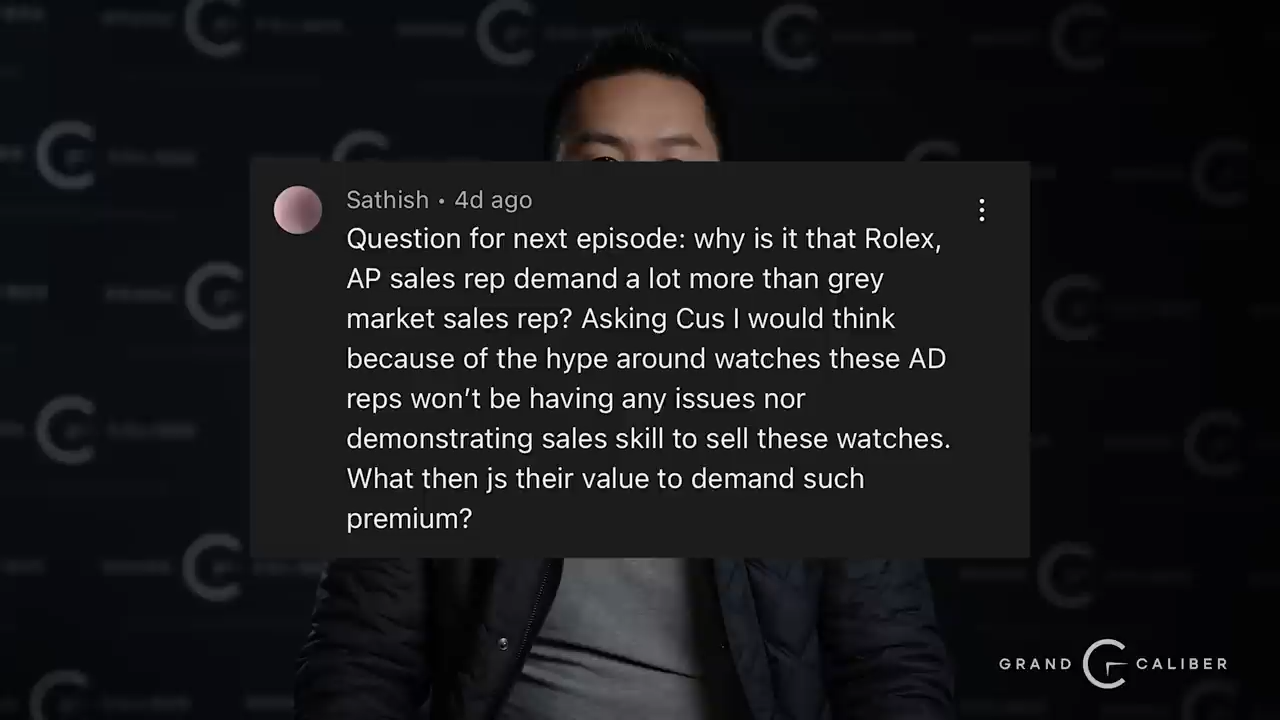 Sathish • 4d ago
Question for next episode: why is it that Rolex,
AP sales rep demand a lot more than grey
market sales rep? Asking Cus I would think
because of the hype around watches these AD
reps won’t be having any issues nor
demonstrating sales skill to sell these watches.
What then js their value to demand such
premium?
GRAND CALIBER